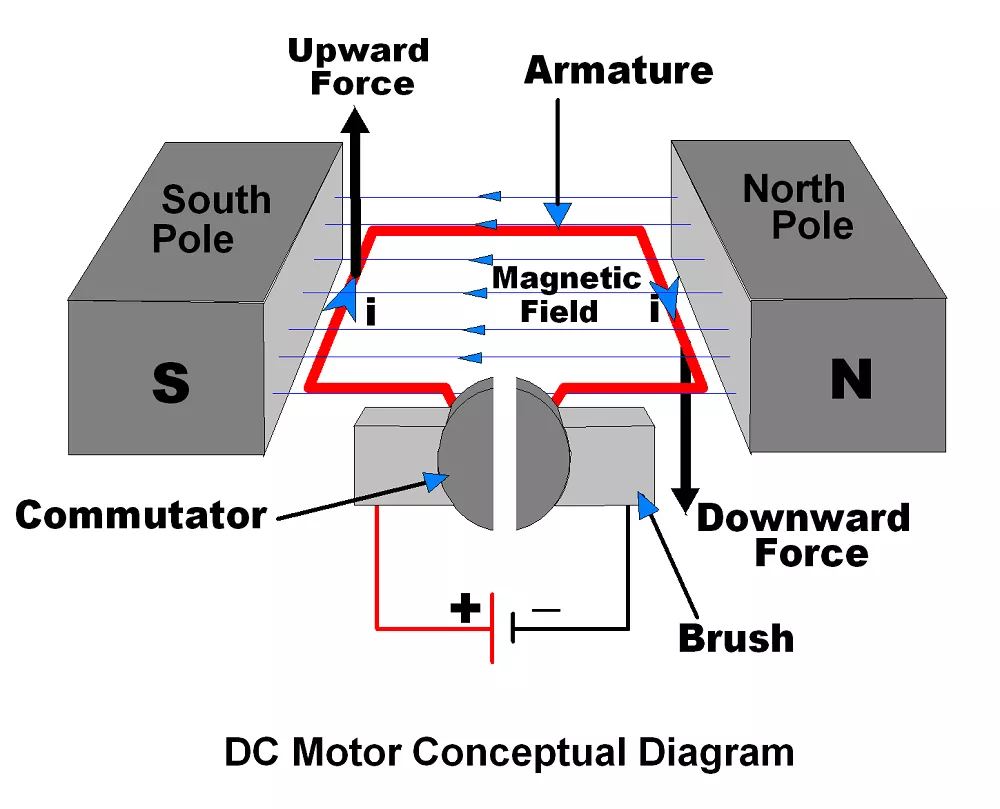 Upward
Force
Armature
South
Pole
North
Pole
Magnetic
Field
i
i
S
N
Commutator
Downward
Force
+
−
Brush
DC Motor Conceptual Diagram